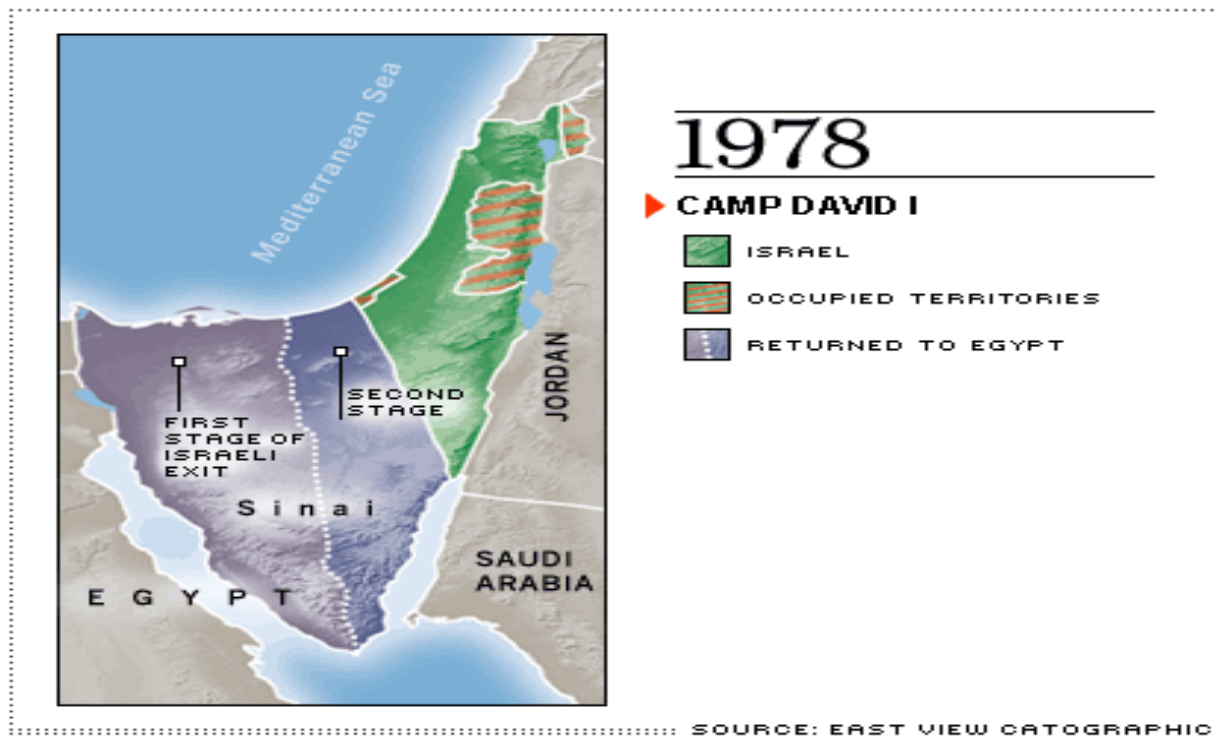 Mediterranean Sea
1978
CAMP DAVID I
ISRAEL
OCCUPIED TERRITORIES
RETURNED TO EGYPT
JORDAN
SECOND
STAGE
FIRST
STAGE OF
ISRAELI
EXIT
Sinai
SAUDI
ARABIA
EGYPT
SOURCE: EAST VIEW CATOGRAPHIC